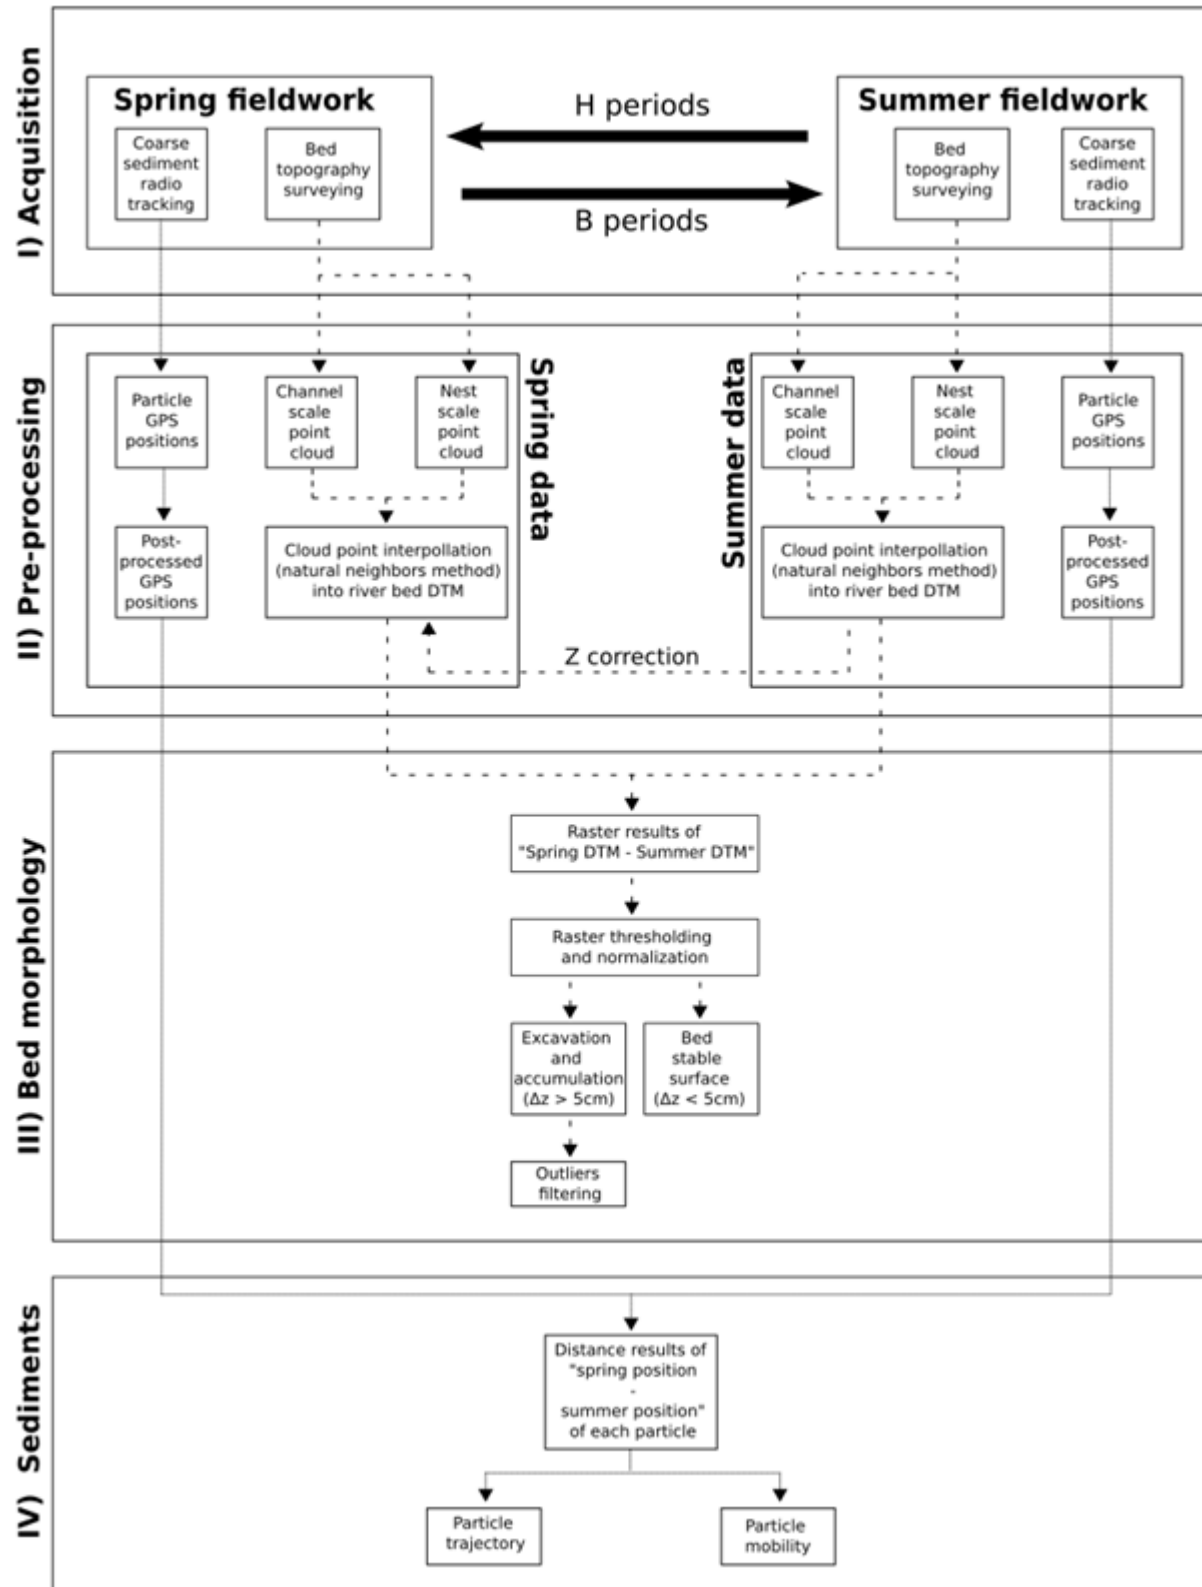 I) Acquisition
Spring fieldwork
Coarse
sediment
radio
tracking
Bed
topography
surveying
H periods
B periods
Summer fieldwork
Bed
topography
surveying
Coarse
sediment
radio
tracking
II) Pre-processing
Spring data
Particle
GPS
positions
Channel
scale
point
cloud
Nest
scale
point
cloud
Post-
processed
GPS
positions
Cloud point interpollation
(natural neighbors method)
into river bed DTM
Z correction
Summer data
Channel
scale
point
cloud
Nest
scale
point
cloud
Particle
GPS
positions
Cloud point interpollation
(natural neighbors method)
into river bed DTM
Post-
processed
GPS
positions
III) Bed morphology
Raster results of
"Spring DTM - Summer DTM"
Raster thresholding
and normalization
Excavation
and
accumulation
(Δz > 5cm)
Bed
stable
surface
(Δz < 5cm)
Outliers
filtering
IV) Sediments
Distance results of
"spring position
-
summer position"
of each particle
Particle
trajectory
Particle
mobility